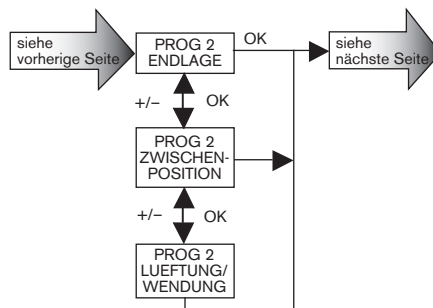 siehe
vorherige Seite
PROG 2
ENDLAGE
OK
siehe
nächste Seite
+/–
OK
PROG 2
ZWISCHEN-
POSITION
+/–
OK
PROG 2
LUEFTUNG/
WENDUNG